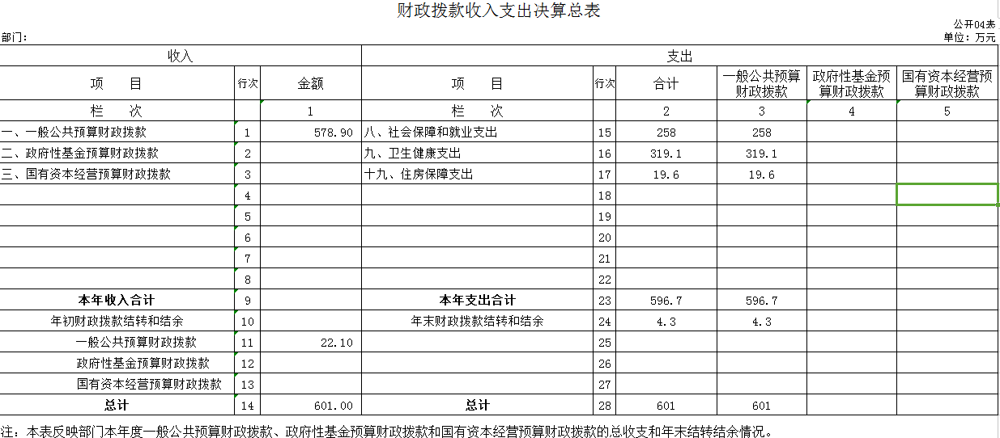 财政拨款收入支出决算总表
公开04表
部门： 单位：万元
收入 支出
项 目 行次 金额 项 目 行次 合计 一般公共预算 政府性基金预 国有资本经营预
财政拨款 算财政拨款 算财政拨款
栏 次 1 栏 次 2 3 4 5
一、一般公共预算财政拨款 1 578.90 八、社会保障和就业支出 15 258 258
二、政府性基金预算财政拨款 2 九、卫生健康支出 16 319.1 319.1
三、国有资本经营预算财政拨款 3 十九、住房保障支出 17 19.6 19.6
4 18
5 19
6 20
7 21
8 22
本年收入合计 9 本年支出合计 23 596.7 596.7
年初财政拨款结转和结余 10 年末财政拨款结转和结余 24 4.3 4.3
一般公共预算财政拨款 11 22.10 25
政府性基金预算财政拨款 12 26
国有资本经营预算财政拨款 13 27
总计 14 601.00 总计 28 601 601
注：本表反映部门本年度一般公共预算财政拨款、政府性基金预算财政拨款和国有资本经营预算财政拨款的总收支和年末结转结余情况。